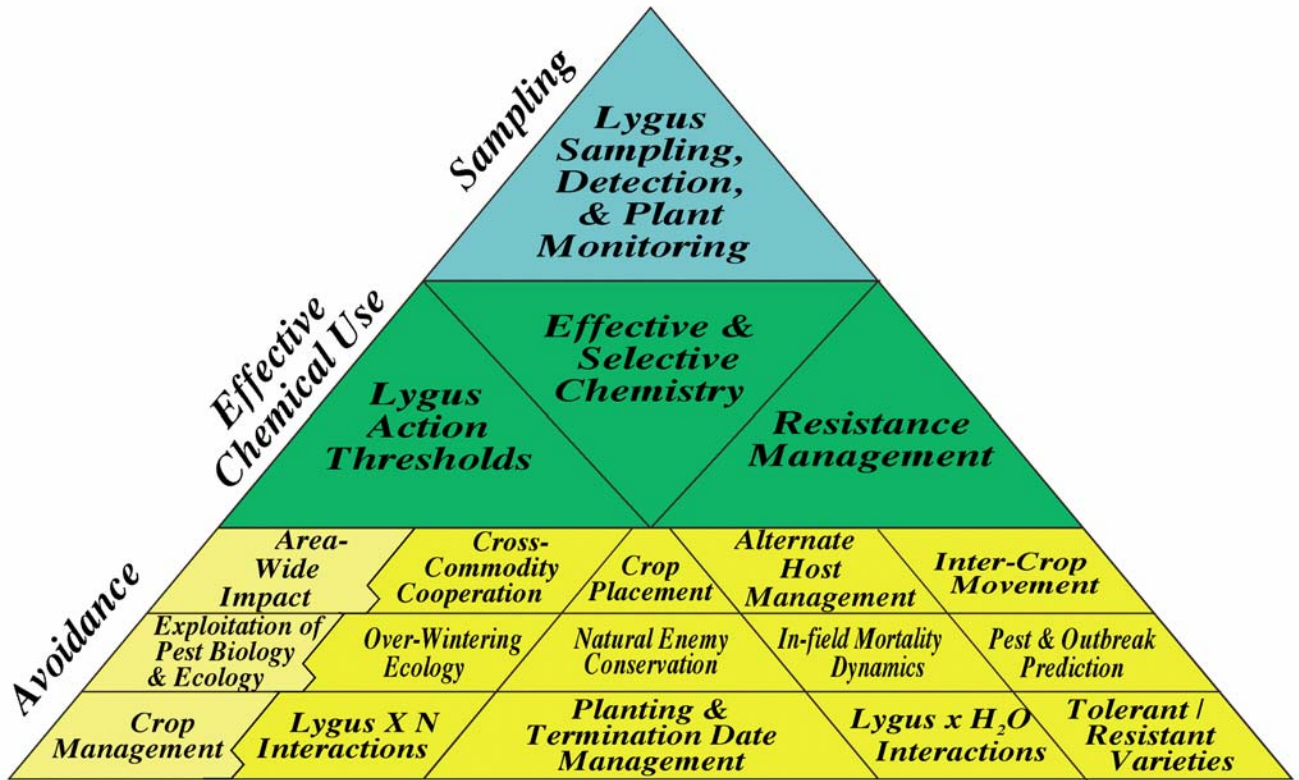 Sampling
Lygus
Sampling,
Detection,
& Plant
Monitoring
Effective
Chemical Use
Lygus
Action
Thresholds
Effective &
Selective
Chemistry
Resistance
Management
Avoidance
Area-
Wide
Impact
Cross-
Commodity
Cooperation
Crop
Placement
Alternate
Host
Management
Inter-Crop
Movement
Exploitation of
Pest Biology
& Ecology
Over-Wintering
Ecology
Natural Enemy
Conservation
In-field Mortality
Dynamics
Pest & Outbreak
Prediction
Crop
Management
Lygus X N
Interactions
Planting &
Termination Date
Management
Lygus x H₂O
Interactions
Tolerant /
Resistant
Varieties